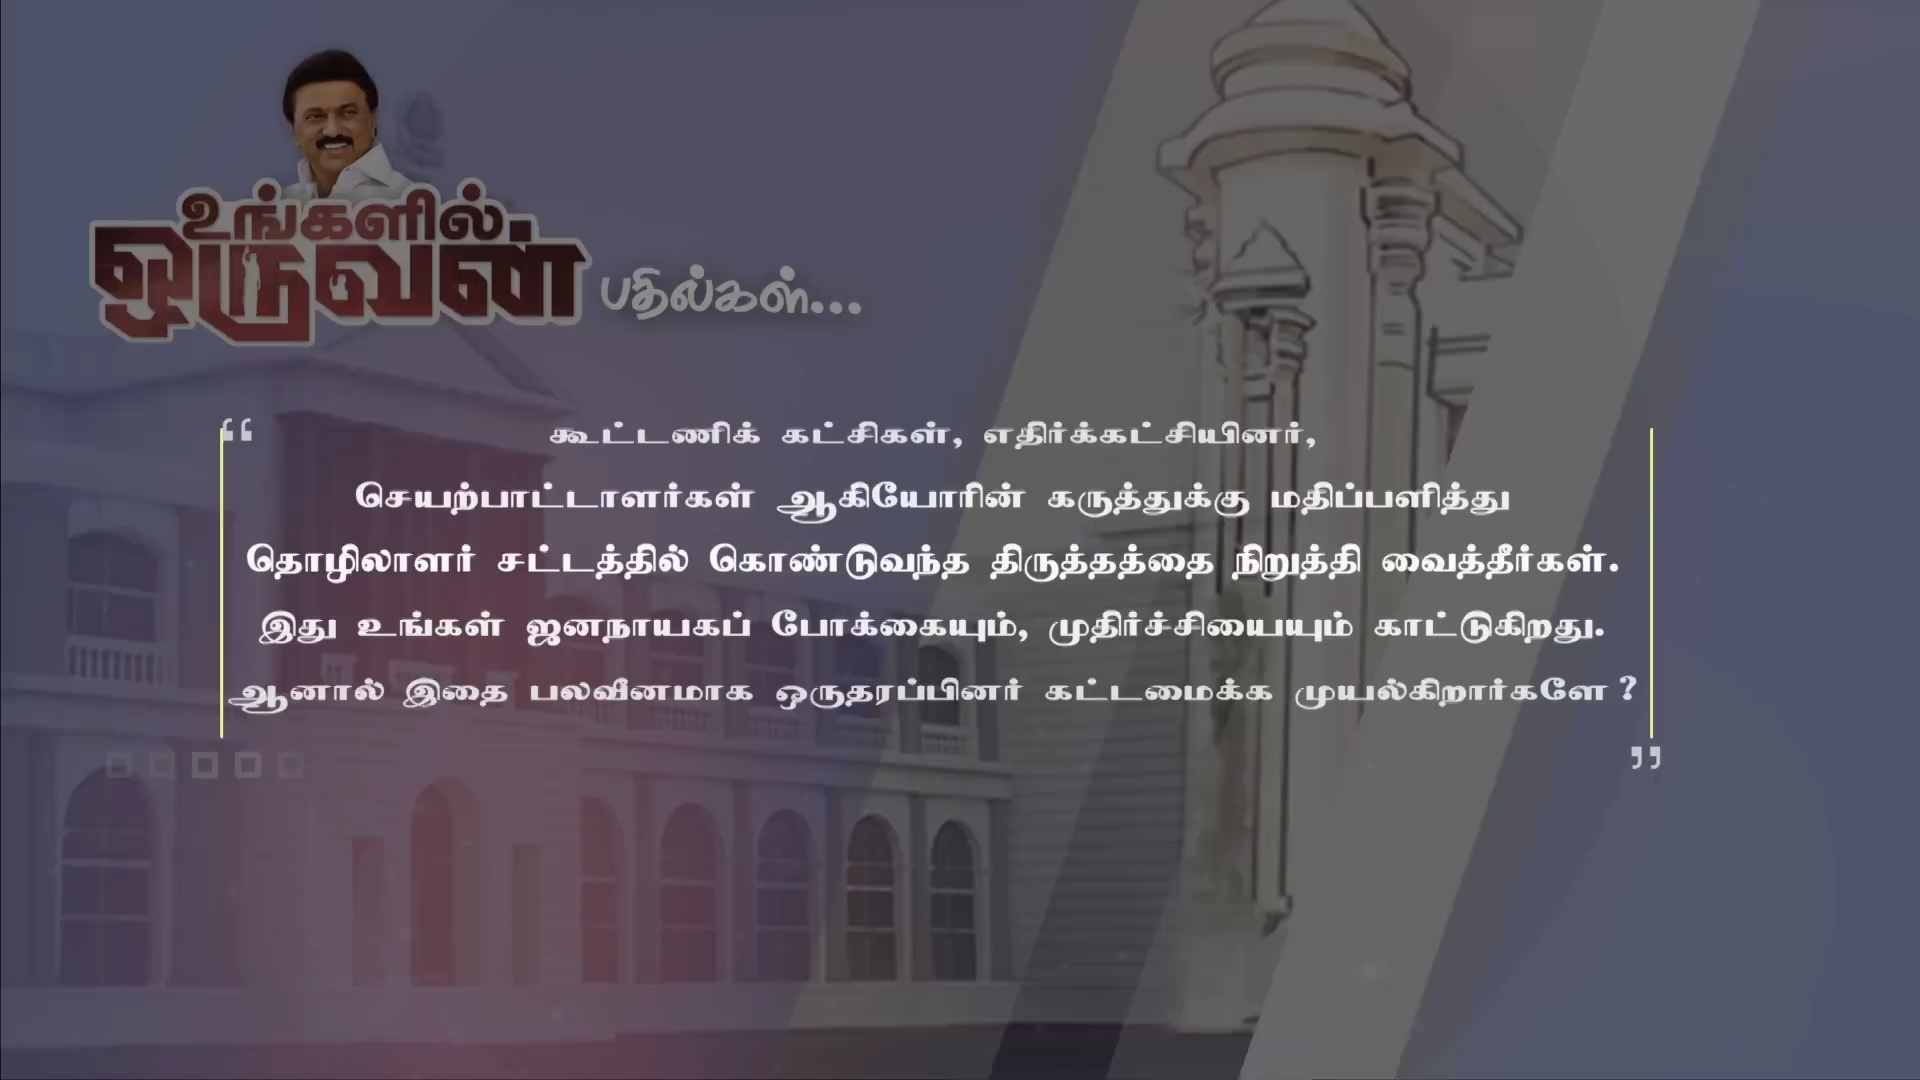 உங்களில்
ஒருவன்
பதில்கள்...
“ கூட்டணிக் கட்சிகள், எதிர்க்கட்சியினர்,
செயற்பாட்டாளர்கள் ஆகியோரின் கருத்துக்கு மதிப்பளித்து
தொழிலாளர் சட்டத்தில் கொண்டுவந்த திருத்தத்தை நிறுத்தி வைத்தீர்கள்.
இது உங்கள் ஜனநாயகப் போக்கையும், முதிர்ச்சியையும் காட்டுகிறது.
ஆனால் இதை பலவீனமாக ஒருதரப்பினர் கட்டமைக்க முயல்கிறார்களே ? ”